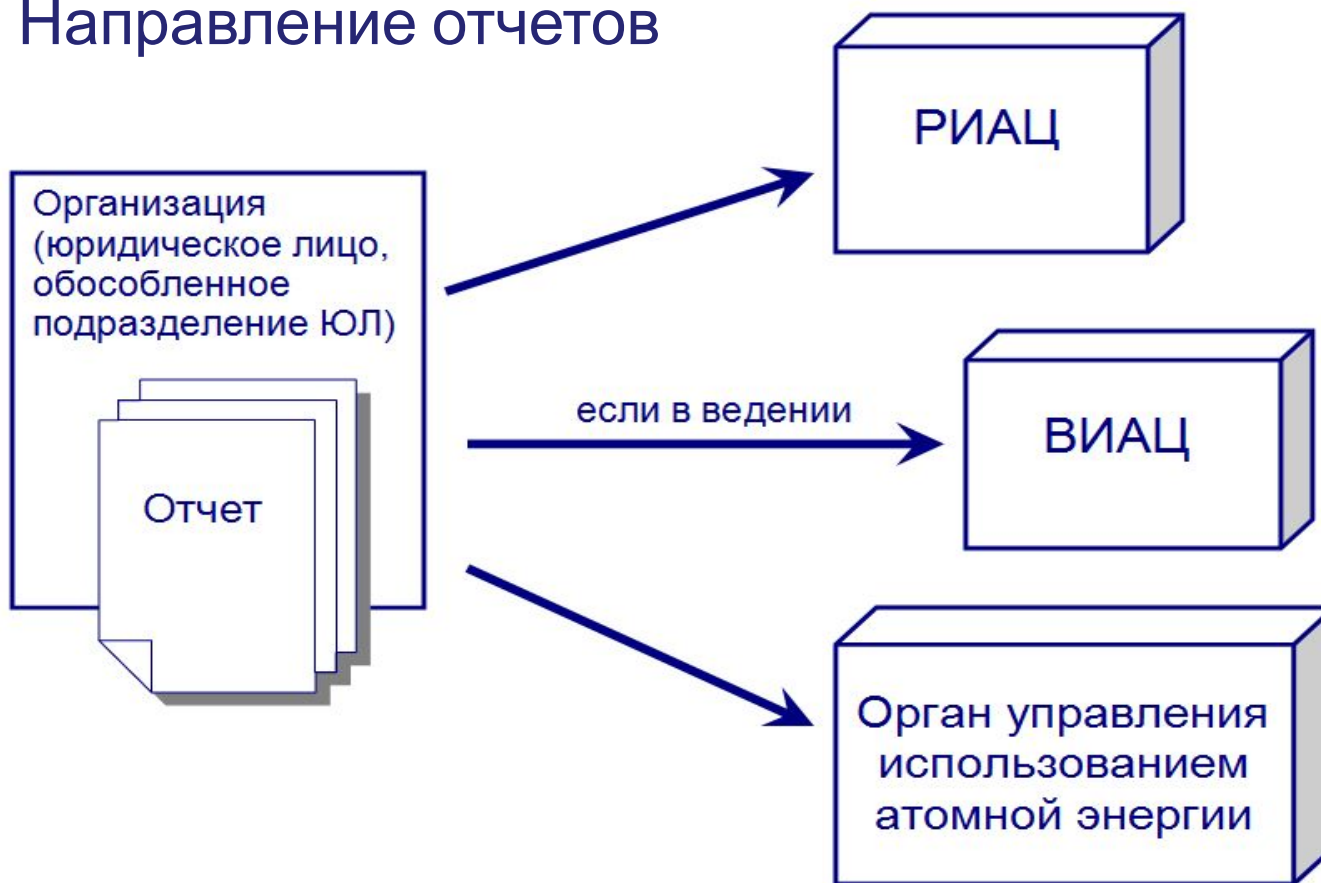 Направление отчетов
Организация
(юридическое лицо,
обособленное
подразделение ЮЛ)
Отчет
РИАЦ
если в ведении
ВИАЦ
Орган управления
использованием
атомной энергии